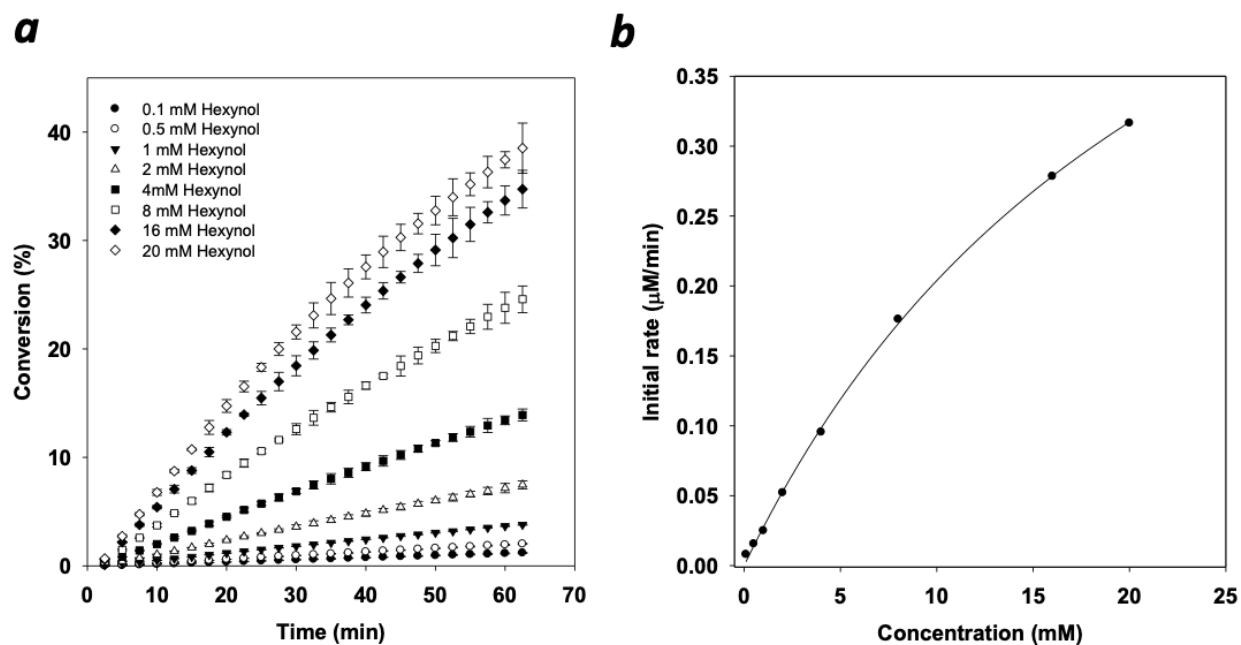 a
b
0.1 mM Hexynol
0.5 mM Hexynol
1 mM Hexynol
2 mM Hexynol
4mM Hexynol
8 mM Hexynol
16 mM Hexynol
20 mM Hexynol
Conversion (%)
40
30
20
10
0
0 10 20 30 40 50 60 70
Time (min)
Initial rate (μM/min)
0.35
0.30
0.25
0.20
0.15
0.10
0.05
0.00
0 5 10 15 20 25
Concentration (mM)